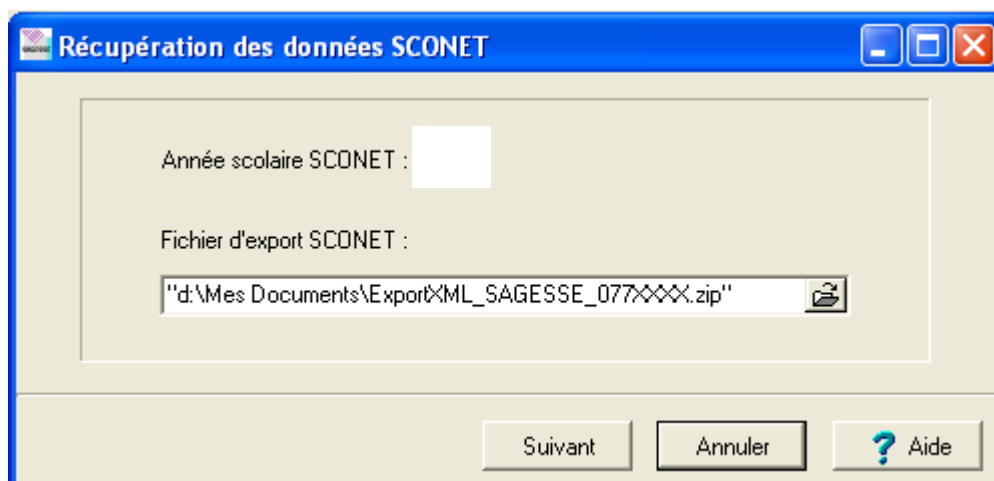 Récupération des données SCONET
Année scolaire SCONET :
Fichier d'export SCONET :
"d:\Mes Documents\ExportXML_SAGESSE_077XXXX.zip"
Suivant
Annuler
? Aide